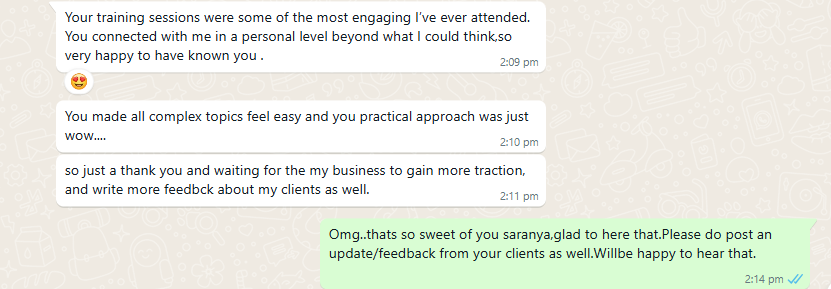 Your training sessions were some of the most engaging I've ever attended.
You connected with me in a personal level beyond what I could think,so
very happy to have known you .
2:09 pm
You made all complex topics feel easy and you practical approach was just
wow....
2:10 pm
so just a thank you and waiting for the my business to gain more traction,
and write more feedbck about my clients as well.
2:11 pm
Omg..thats so sweet of you saranya,glad to here that.Please do post an
update/feedback from your clients as well.Willbe happy to hear that.
2:14 pm